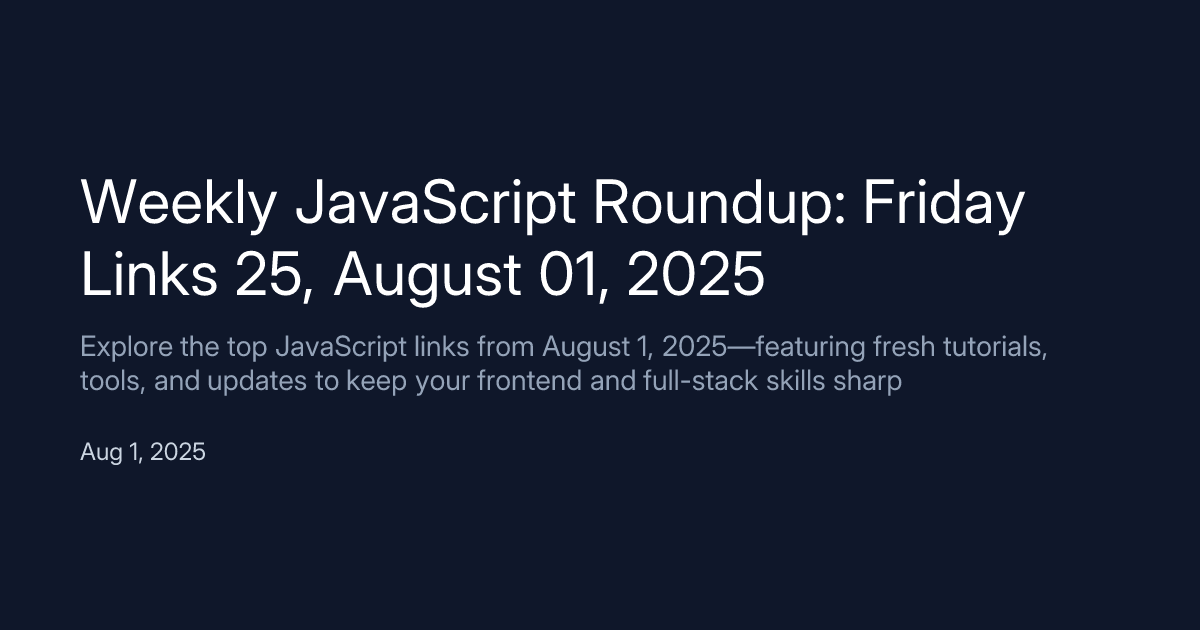 Weekly JavaScript Roundup: Friday
Links 25, August 01, 2025
Explore the top JavaScript links from August 1, 2025—featuring fresh tutorials,
tools, and updates to keep your frontend and full-stack skills sharp
Aug 1, 2025